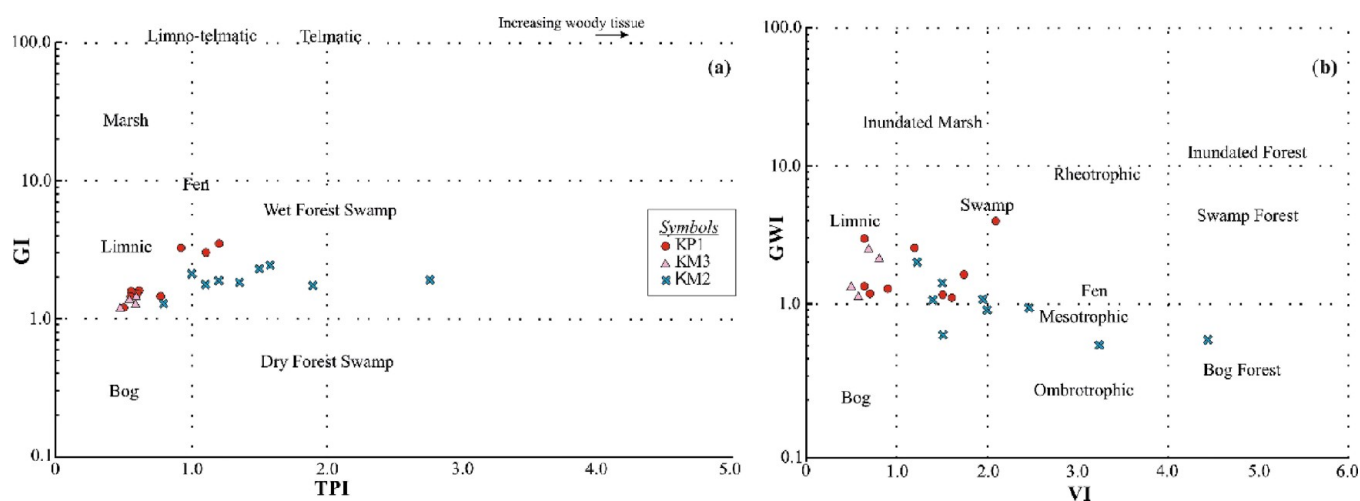 Limno-telmatic
Telmatic
Increasing woody tissue
100.0
(a)
Marsh
10.0
Fen
Wet Forest Swamp
GI
Limnic
Symbols
KP1
KM3
KM2
1.0
Dry Forest Swamp
Bog
0.1
0
1.0
2.0
3.0
4.0
5.0
TPI
100.0
(b)
Inundated Marsh
Inundated Forest
10.0
Rheotrophic
Swamp
Swamp Forest
Limnic
GWI
Fen
1.0
Mesotrophic
Bog Forest
Ombrotrophic
Bog
0.1
0
1.0
2.0
3.0
4.0
5.0
6.0
VI